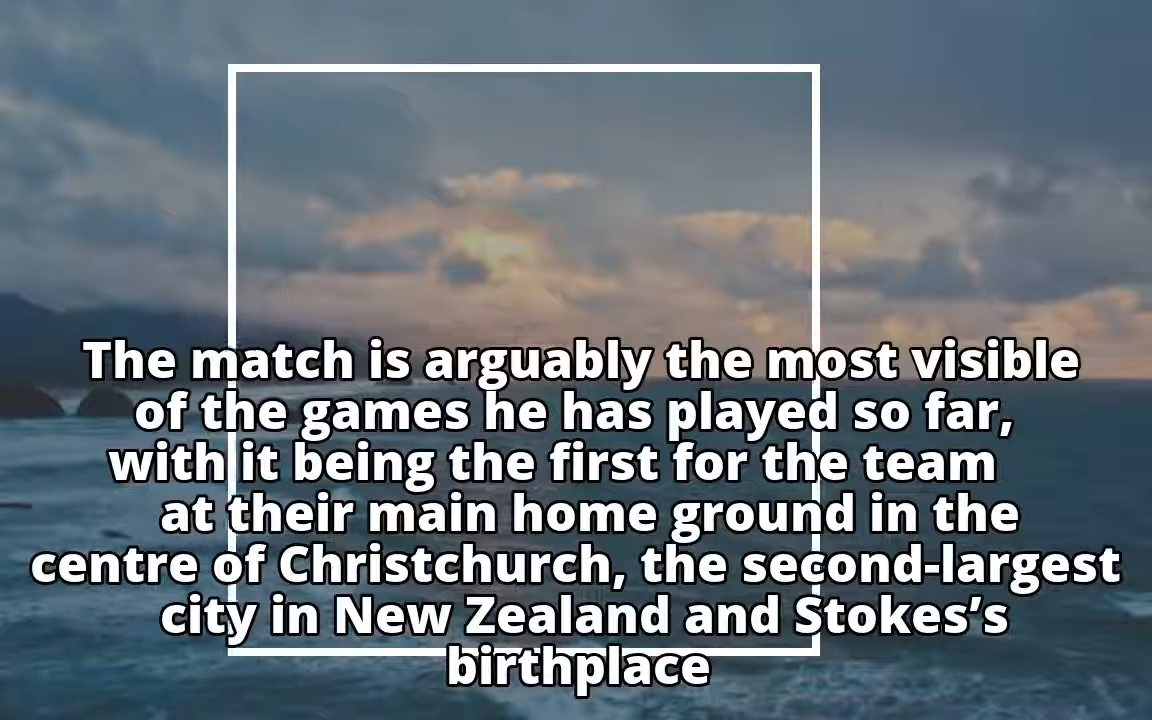 The match is arguably the most visible
of the games he has played so far,
with it being the first for the team
at their main home ground in the
centre of Christchurch, the second-largest
city in New Zealand and Stokes’s
birthplace